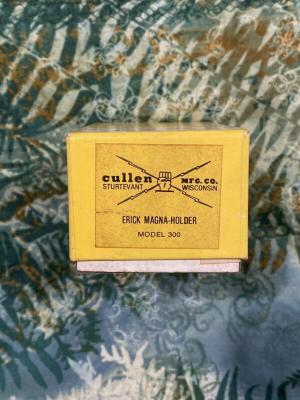 cullen MFG. CO.
STURTEVANT WISCONSIN
ERICK MAGNA-HOLDER
MODEL 300